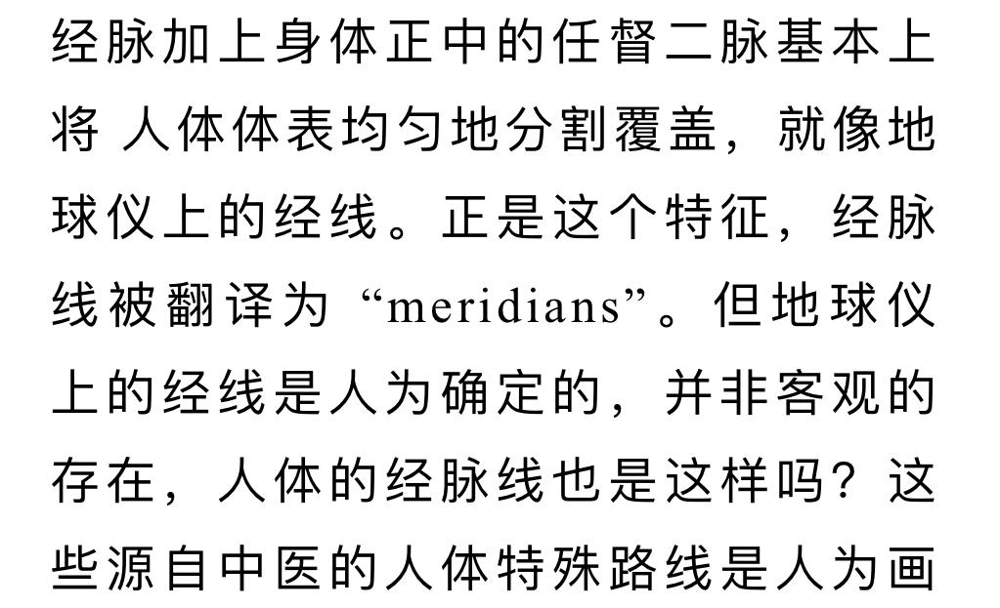 经脉加上身体正中的任督二脉基本上
将 人体体表均匀地分割覆盖，就像地
球仪上的经线。正是这个特征，经脉
线被翻译为 “meridians”。但地球仪
上的经线是人为确定的，并非客观的
存在，人体的经脉线也是这样吗？这
些源自中医的人体特殊路线是人为画